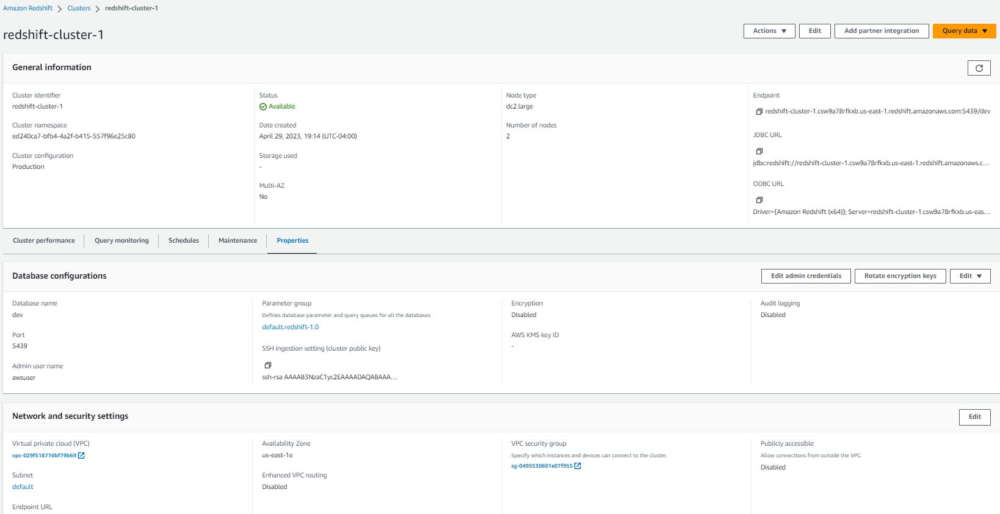 Amazon Redshift > Clusters > redshift-cluster-1
redshift-cluster-1
Actions
Edit
Add partner integration
Query data
General information
Cluster identifier
redshift-cluster-1
Cluster namespace
ed240ca7-bfb4-4a2f-b415-557f96e25c80
Cluster configuration
Production
Status
Available
Date created
April 29, 2023, 19:14 (UTC-04:00)
Storage used
-
Multi-AZ
No
Node type
dc2.large
Number of nodes
2
Endpoint
redshift-cluster-1.csw9a78rfkxb.us-east-1.redshift.amazonaws.com:5439/dev
JDBC URL
jdbc:redshift://redshift-cluster-1.csw9a78rfkxb.us-east-1.redshift.amazonaws.c...
ODBC URL
Driver={Amazon Redshift (x64)}; Server=redshift-cluster-1.csw9a78rfkxb.us-eas...
Cluster performance
Query monitoring
Schedules
Maintenance
Properties
Database configurations
Edit admin credentials
Rotate encryption keys
Edit
Database name
dev
Port
5439
Admin user name
awsuser
Parameter group
Defines database parameter and query queues for all the databases.
default.redshift-1.0
SSH ingestion setting (cluster public key)
ssh-rsa AAAAB3NzaC1yc2EAAAADAQABAAA...
Encryption
Disabled
AWS KMS key ID
-
Audit logging
Disabled
Network and security settings
Edit
Virtual private cloud (VPC)
vpc-029f51877dbf79b69
Subnet
default
Endpoint URL
Availability Zone
us-east-1e
Enhanced VPC routing
Disabled
VPC security group
Specify which instances and devices can connect to the cluster.
sg-0495530601e07f955
Publicly accessible
Allow connections from outside the VPC.
Disabled